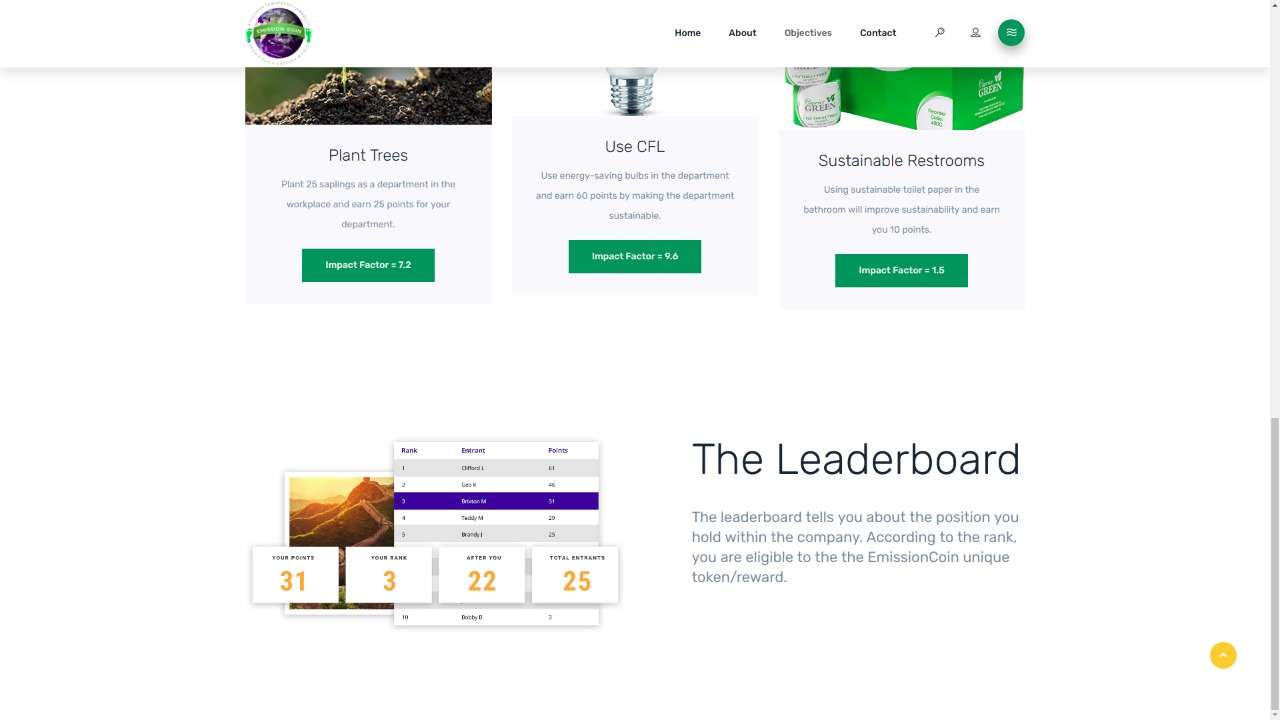 EMISSION COIN
Home
About
Objectives
Contact
Plant Trees
Plant 25 saplings as a department in the
workplace and earn 25 points for your
department.
Impact Factor = 7.2
Use CFL
Use energy-saving bulbs in the department
and earn 60 points by making the department
sustainable.
Impact Factor = 9.6
GREEN
GREEN
Reorder
Code:
Sustainable Restrooms
Using sustainable toilet paper in the
bathroom will improve sustainability and earn
you 10 points.
Impact Factor = 1.5
Rank Entrant Points
1 Clifford L 61
2 Geo K 46
3 Brixton M 31
4 Teddy M 29
5 Brandy J 25
YOUR POINTS
31
YOUR RANK
3
AFTER YOU
22
TOTAL ENTRANTS
25
10 Bobby B 3
The Leaderboard
The leaderboard tells you about the position you
hold within the company. According to the rank,
you are eligible to the the EmissionCoin unique
token/reward.